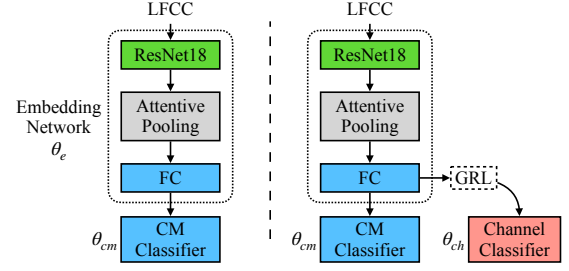 LFCC
ResNet18
Attentive
Pooling
Embedding
Network
θe
FC
θcm
CM
Classifier
LFCC
ResNet18
Attentive
Pooling
FC
GRL
θcm
CM
Classifier
θch
Channel
Classifier